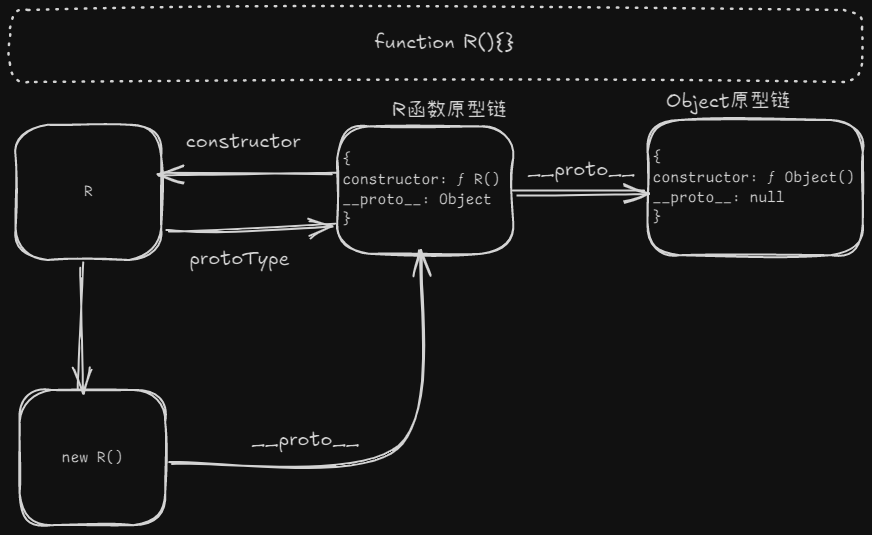 function R(){}
R函数原型链
Object原型链
R
constructor
protoType
{
constructor: ƒ R()
__proto__: Object
}
__proto__
{
constructor: ƒ Object()
__proto__: null
}
new R()
__proto__